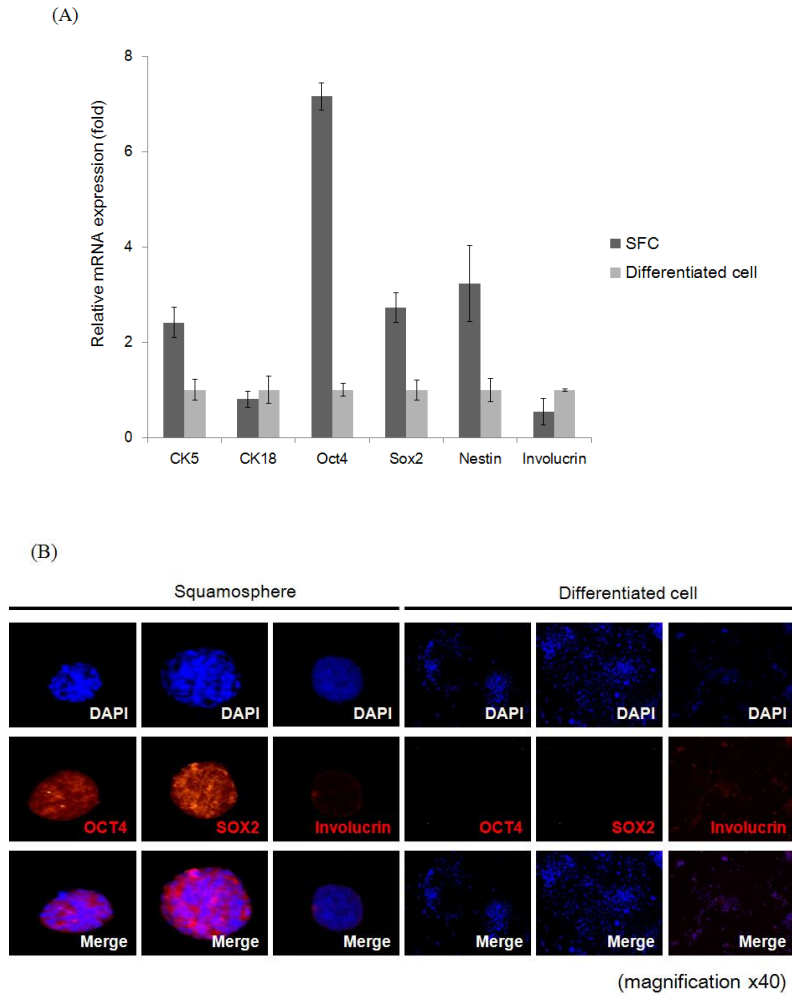 (A)
8
6
4
2
0
Relative mRNA expression (fold)
SFC
Differentiated cell
CK5 CK18 Oct4 Sox2 Nestin Involucrin
(B)
Squamosphere Differentiated cell
DAPI DAPI DAPI DAPI DAPI DAPI
OCT4 SOX2 Involucrin OCT4 SOX2 Involucrin
Merge Merge Merge Merge Merge Merge
(magnification x40)